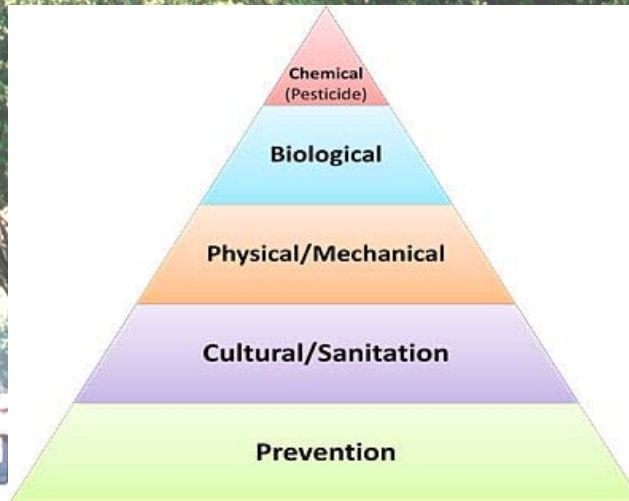 Chemical
(Pesticide)
Biological
Physical/Mechanical
Cultural/Sanitation
Prevention